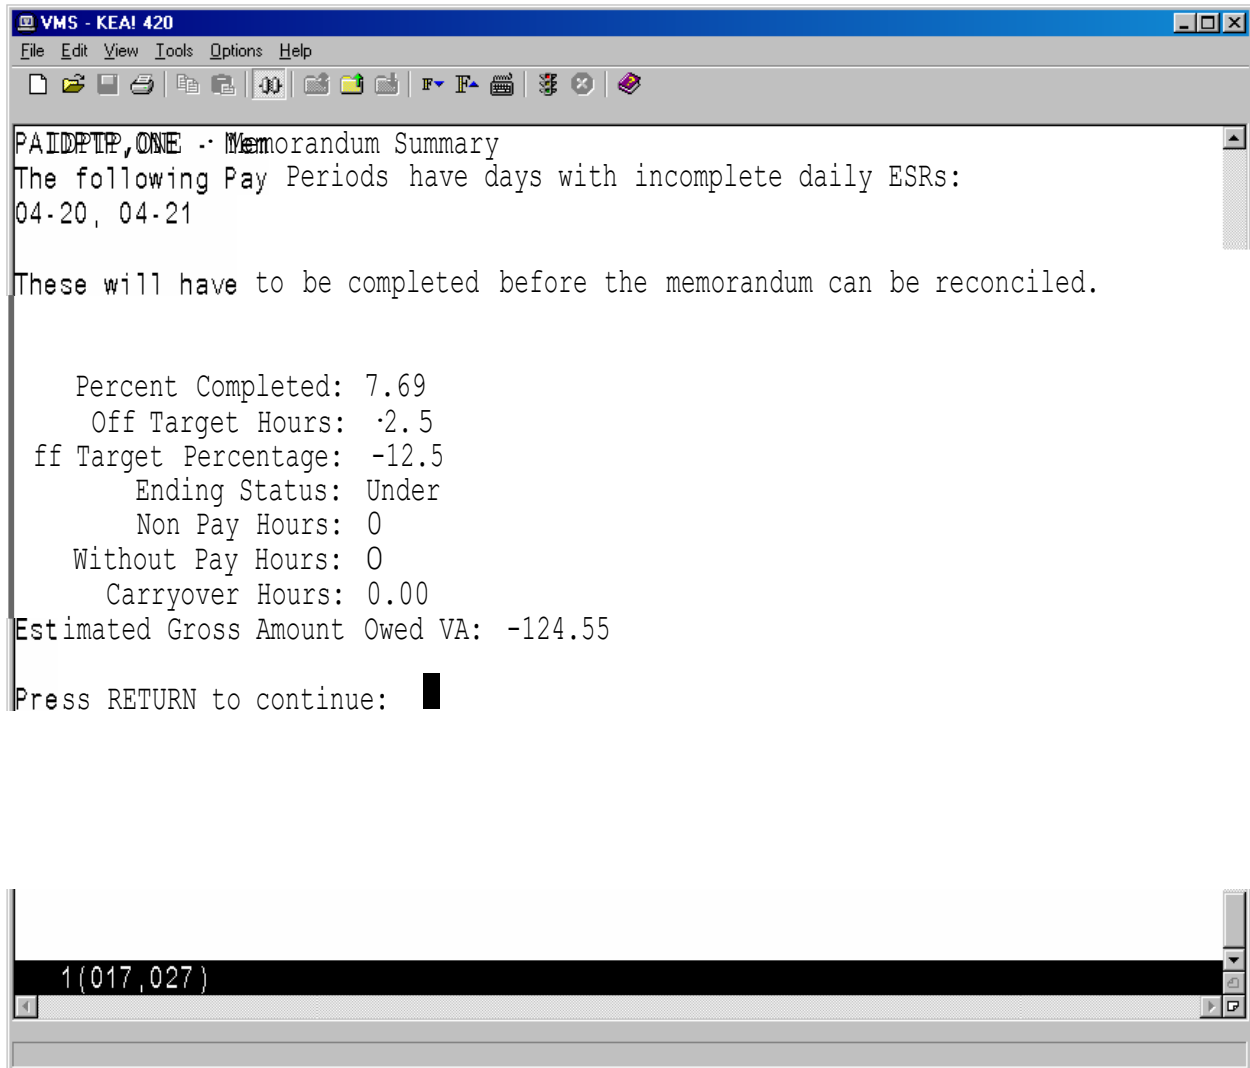 VMS - KEA! 420
File Edit View Tools Options Help
PAIDPTP,ONE - Memorandum Summary
The following Pay Periods have days with incomplete daily ESRs:
04-20, 04-21
These will have to be completed before the memorandum can be reconciled.
Percent Completed: 7.69
Off Target Hours: -2.5
ff Target Percentage: -12.5
Ending Status: Under
Non Pay Hours: 0
Without Pay Hours: 0
Carryover Hours: 0.00
Estimated Gross Amount Owed VA: -124.55
Press RETURN to continue:
1(017,027)